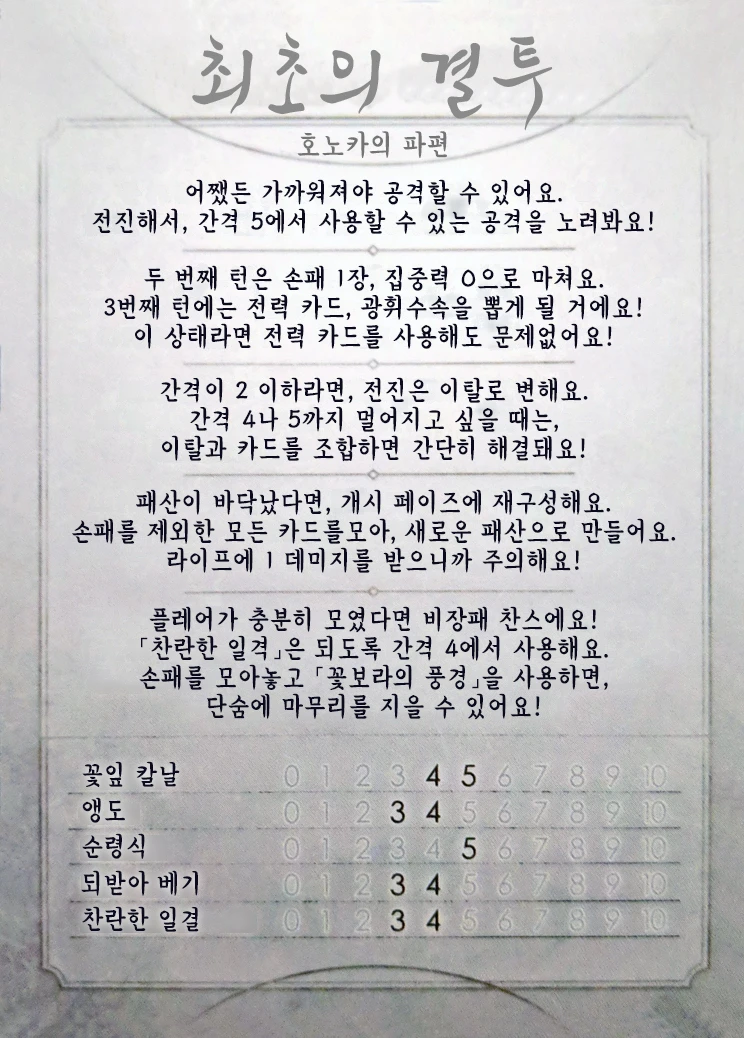 최초의 결투
호노카의 파편
어쨌든 가까워져야 공격할 수 있어요.
전진해서, 간격 5에서 사용할 수 있는 공격을 노려봐요!
두 번째 턴은 손패 1장, 집중력 0으로 마쳐요.
3번째 턴에는 전력 카드, 광휘수속을 뽑게 될 거에요!
이 상태라면 전력 카드를 사용해도 문제없어요!
간격이 2 이하라면, 전진은 이탈로 변해요.
간격 4나 5까지 멀어지고 싶을 때는,
이탈과 카드를 조합하면 간단히 해결돼요!
패산이 바닥났다면, 개시 페이즈에 재구성해요.
손패를 제외한 모든 카드를모아, 새로운 패산으로 만들어요.
라이프에 1 데미지를 받으니까 주의해요!
플레어가 충분히 모였다면 비장패 찬스에요!
「찬란한 일격」은 되도록 간격 4에서 사용해요.
손패를 모아놓고 「꽃보라의 풍경」을 사용하면,
단숨에 마무리를 지을 수 있어요!
꽃잎 칼날 0 1 2 3 4 5 6 7 8 9 10
앵도 0 1 2 3 4 5 6 7 8 9 10
순령식 0 1 2 3 4 5 6 7 8 9 10
되받아 베기 0 1 2 3 4 5 6 7 8 9 10
찬란한 일결 0 1 2 3 4 5 6 7 8 9 10